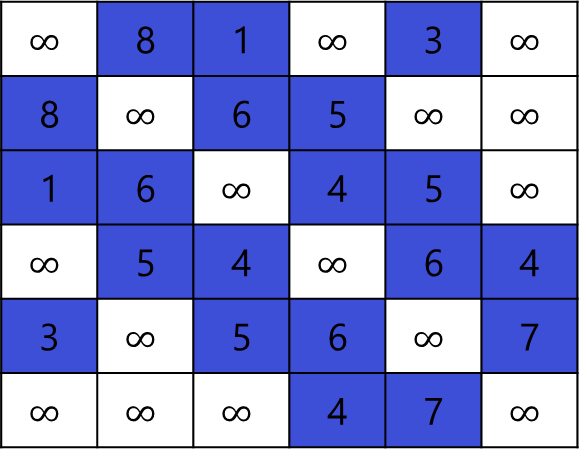 ∞ 8 1 ∞ 3 ∞
8 ∞ 6 5 ∞ ∞
1 6 ∞ 4 5 ∞
∞ 5 4 ∞ 6 4
3 ∞ 5 6 ∞ 7
∞ ∞ ∞ 4 7 ∞